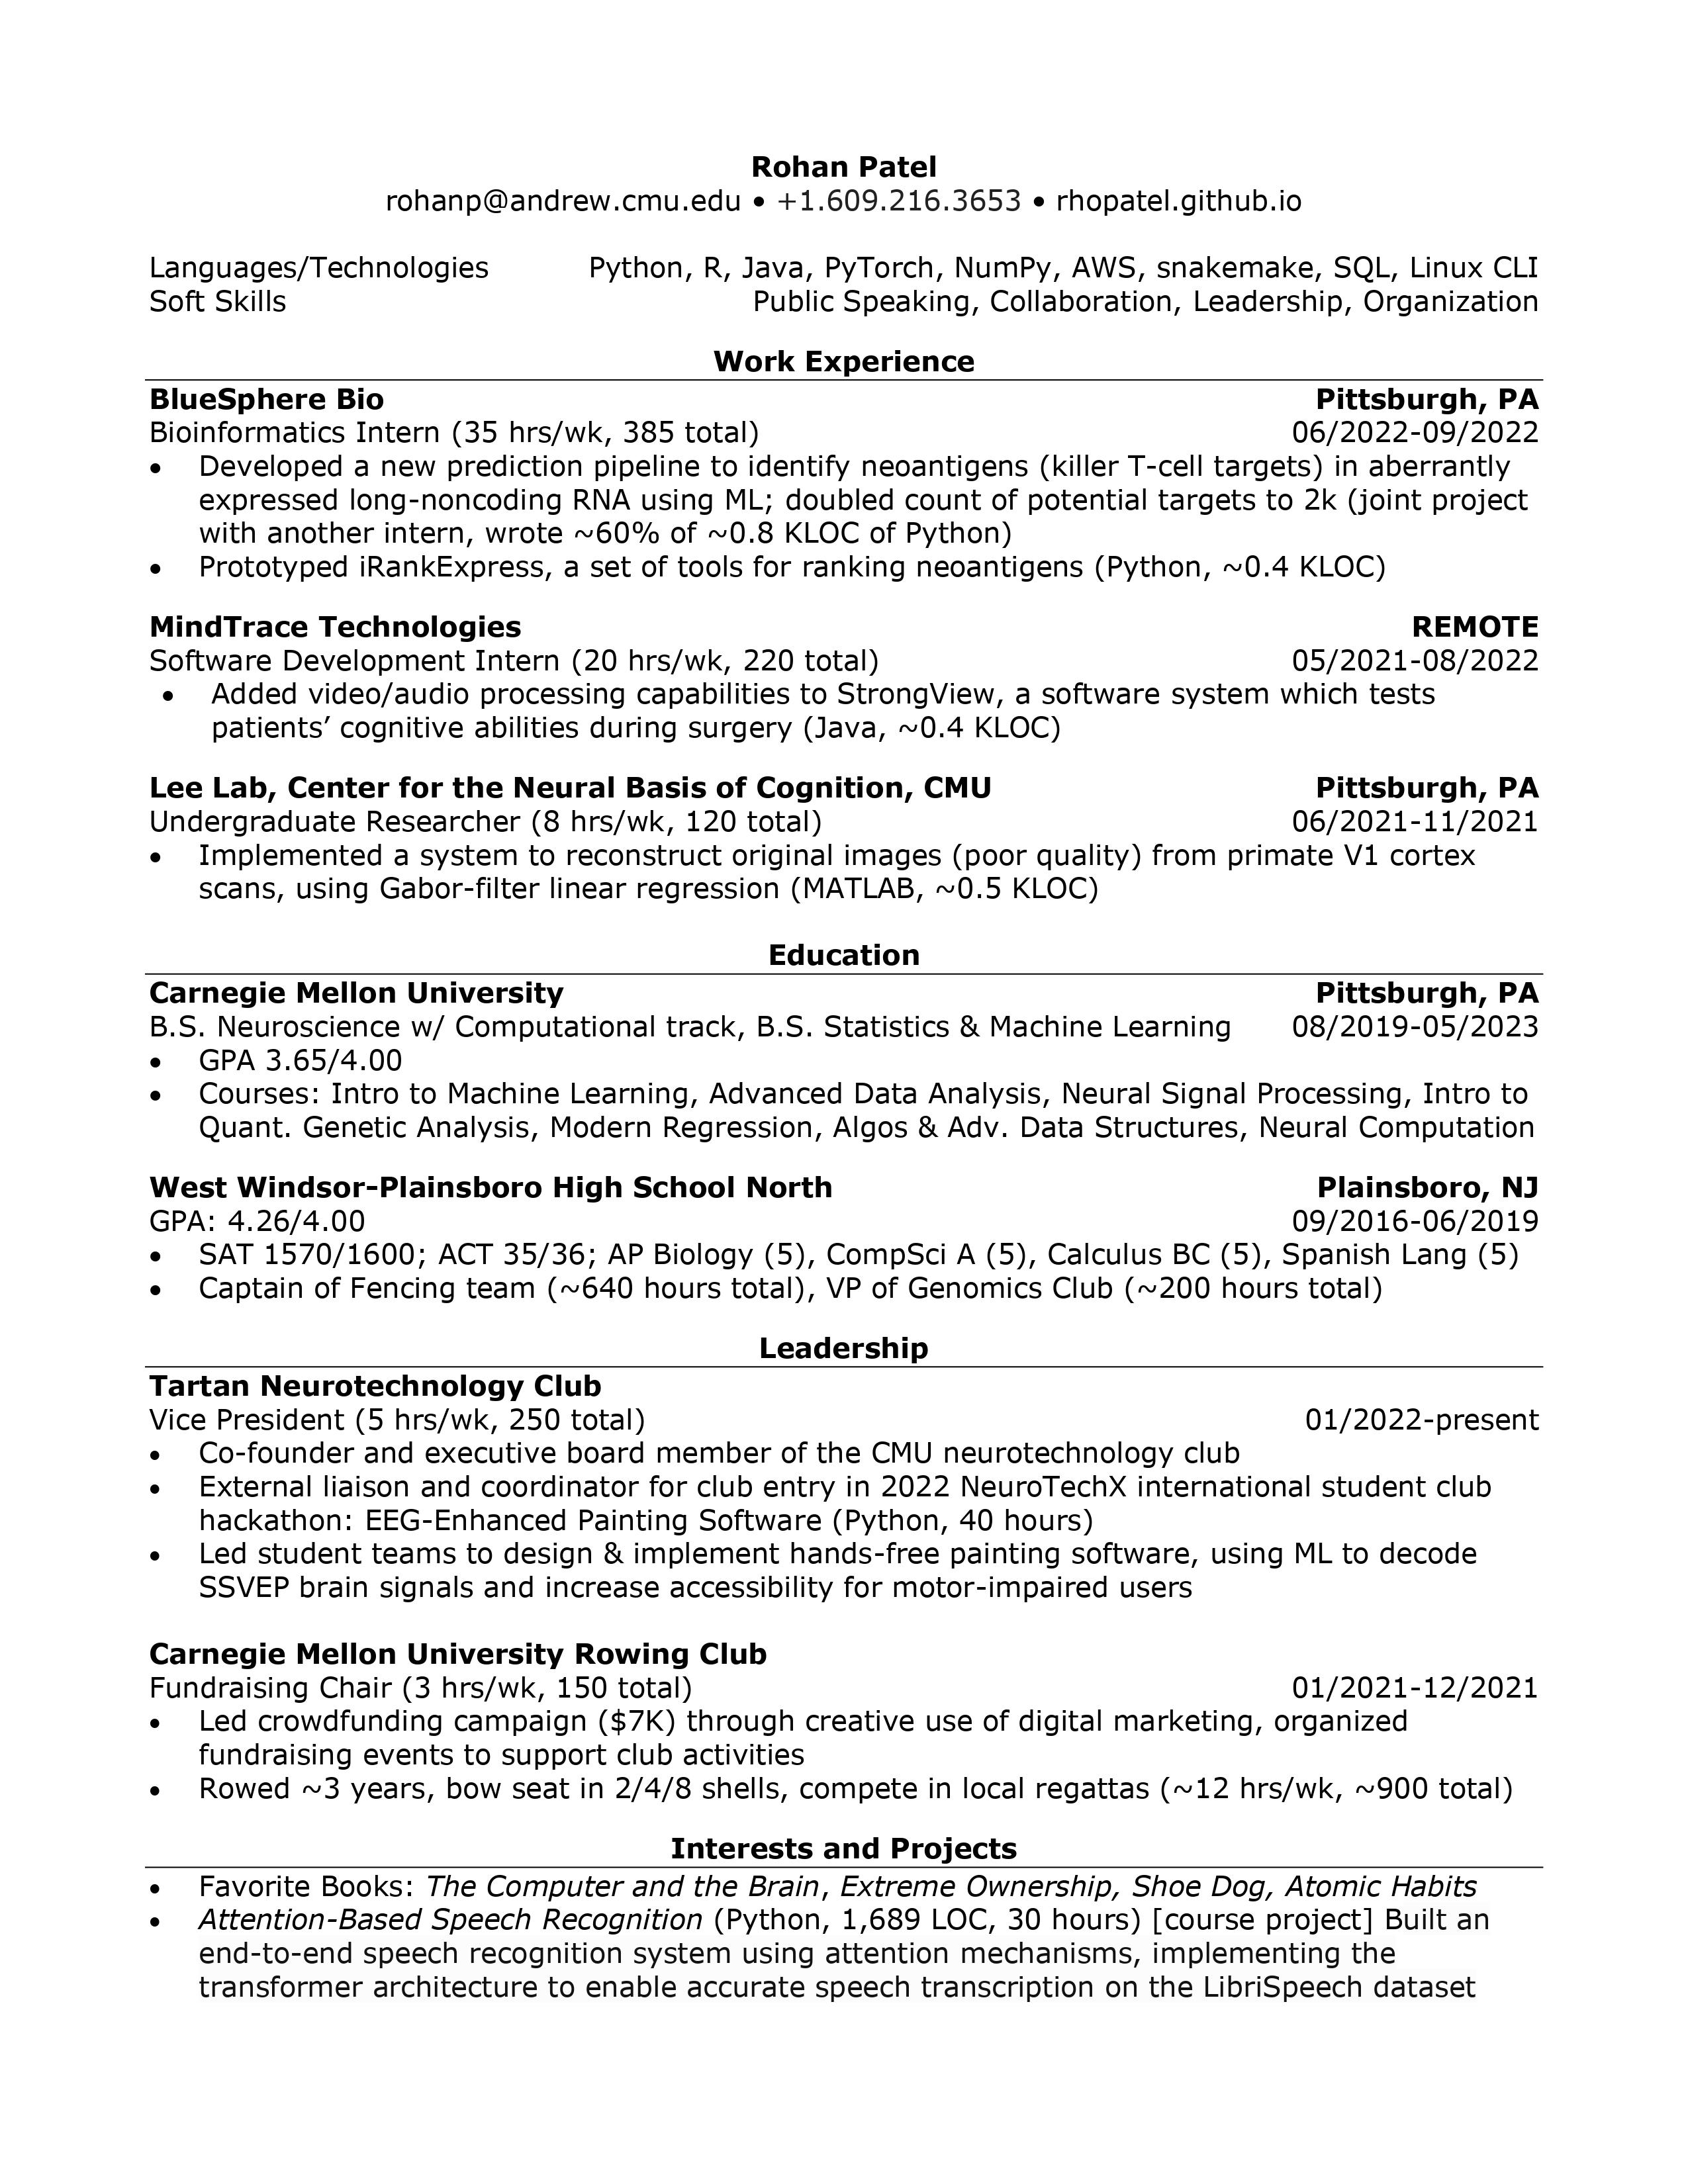 Rohan Patel
rohanp@andrew.cmu.edu • +1.609.216.3653 • rhopatel.github.io
Languages/Technologies Python, R, Java, PyTorch, NumPy, AWS, snakemake, SQL, Linux CLI
Soft Skills Public Speaking, Collaboration, Leadership, Organization
Work Experience
BlueSphere Bio Pittsburgh, PA
Bioinformatics Intern (35 hrs/wk, 385 total) 06/2022-09/2022
• Developed a new prediction pipeline to identify neoantigens (killer T-cell targets) in aberrantly
expressed long-noncoding RNA using ML; doubled count of potential targets to 2k (joint project
with another intern, wrote ~60% of ~0.8 KLOC of Python)
• Prototyped iRankExpress, a set of tools for ranking neoantigens (Python, ~0.4 KLOC)
MindTrace Technologies REMOTE
Software Development Intern (20 hrs/wk, 220 total) 05/2021-08/2022
• Added video/audio processing capabilities to StrongView, a software system which tests
patients’ cognitive abilities during surgery (Java, ~0.4 KLOC)
Lee Lab, Center for the Neural Basis of Cognition, CMU Pittsburgh, PA
Undergraduate Researcher (8 hrs/wk, 120 total) 06/2021-11/2021
• Implemented a system to reconstruct original images (poor quality) from primate V1 cortex
scans, using Gabor-filter linear regression (MATLAB, ~0.5 KLOC)
Education
Carnegie Mellon University Pittsburgh, PA
B.S. Neuroscience w/ Computational track, B.S. Statistics & Machine Learning 08/2019-05/2023
• GPA 3.65/4.00
• Courses: Intro to Machine Learning, Advanced Data Analysis, Neural Signal Processing, Intro to
Quant. Genetic Analysis, Modern Regression, Algos & Adv. Data Structures, Neural Computation
West Windsor-Plainsboro High School North Plainsboro, NJ
GPA: 4.26/4.00 09/2016-06/2019
• SAT 1570/1600; ACT 35/36; AP Biology (5), CompSci A (5), Calculus BC (5), Spanish Lang (5)
• Captain of Fencing team (~640 hours total), VP of Genomics Club (~200 hours total)
Leadership
Tartan Neurotechnology Club
Vice President (5 hrs/wk, 250 total) 01/2022-present
• Co-founder and executive board member of the CMU neurotechnology club
• External liaison and coordinator for club entry in 2022 NeuroTechX international student club
hackathon: EEG-Enhanced Painting Software (Python, 40 hours)
• Led student teams to design & implement hands-free painting software, using ML to decode
SSVEP brain signals and increase accessibility for motor-impaired users
Carnegie Mellon University Rowing Club
Fundraising Chair (3 hrs/wk, 150 total) 01/2021-12/2021
• Led crowdfunding campaign ($7K) through creative use of digital marketing, organized
fundraising events to support club activities
• Rowed ~3 years, bow seat in 2/4/8 shells, compete in local regattas (~12 hrs/wk, ~900 total)
Interests and Projects
• Favorite Books: The Computer and the Brain, Extreme Ownership, Shoe Dog, Atomic Habits
• Attention-Based Speech Recognition (Python, 1,689 LOC, 30 hours) [course project] Built an
end-to-end speech recognition system using attention mechanisms, implementing the
transformer architecture to enable accurate speech transcription on the LibriSpeech dataset